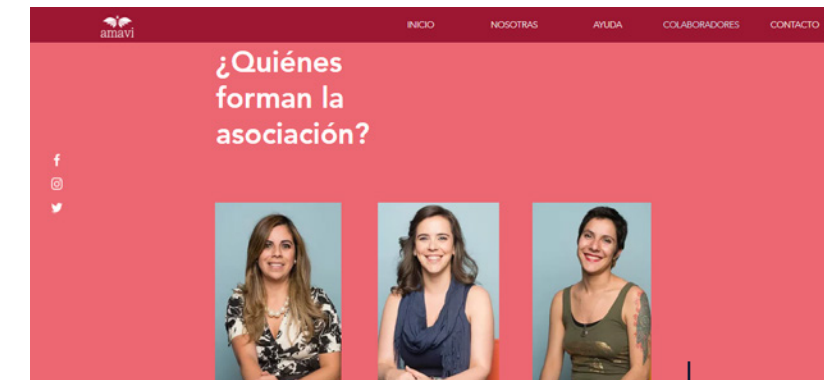 amavi
INICIO NOSOTRAS AYUDA COLABORADORES CONTACTO
¿Quiénes
forman la
asociación?